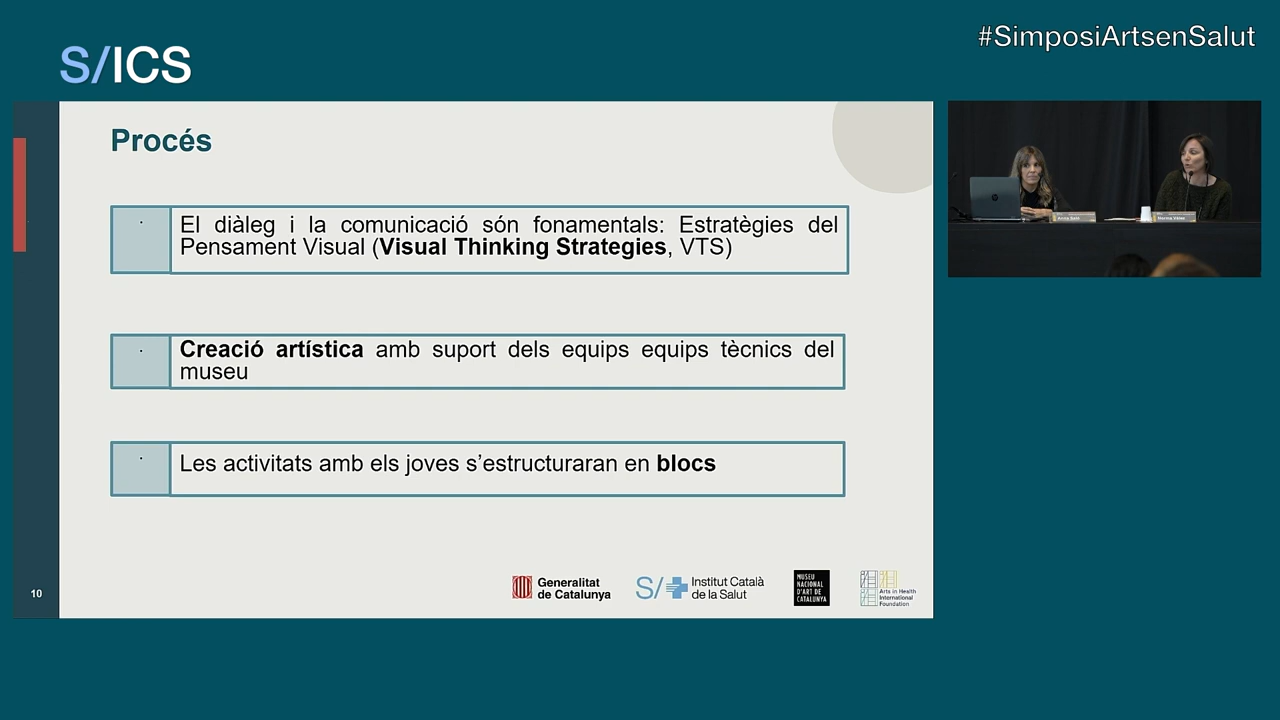 #SimposiArtsenSalut
S/ICS
Procés
El diàleg i la comunicació són fonamentals: Estratègies del
Pensament Visual (Visual Thinking Strategies, VTS)
Creació artística amb suport dels equips equips tècnics del
museu
Les activitats amb els joves s’estructuraran en blocs
10
Generalitat
de Catalunya
S/
Institut Català
de la Salut
MUSEU
NACIONAL
D'ART DE
CATALUNYA
Arts in Health
International
Foundation